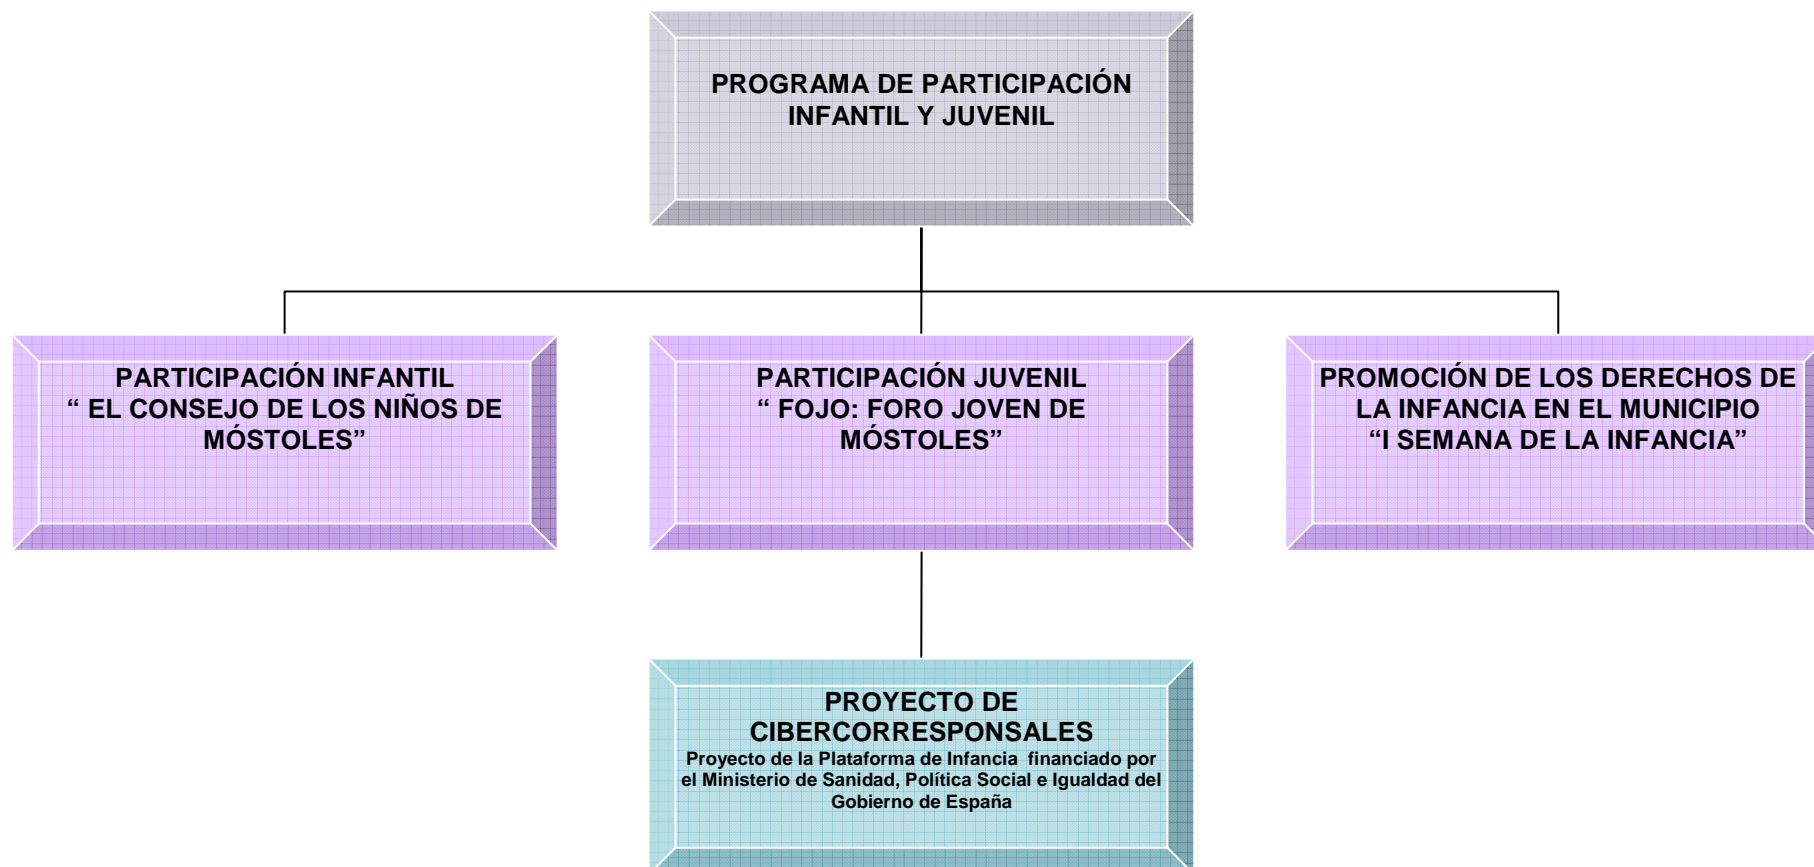 PROGRAMA DE PARTICIPACIÓN
INFANTIL Y JUVENIL
PARTICIPACIÓN INFANTIL
“ EL CONSEJO DE LOS NIÑOS DE
MÓSTOLES”
PARTICIPACIÓN JUVENIL
“ FOJO: FORO JOVEN DE
MÓSTOLES”
PROMOCIÓN DE LOS DERECHOS DE
LA INFANCIA EN EL MUNICIPIO
“I SEMANA DE LA INFANCIA”
PROYECTO DE
CIBERCORRESPONSALES
Proyecto de la Plataforma de Infancia financiado por
el Ministerio de Sanidad, Política Social e Igualdad del
Gobierno de España